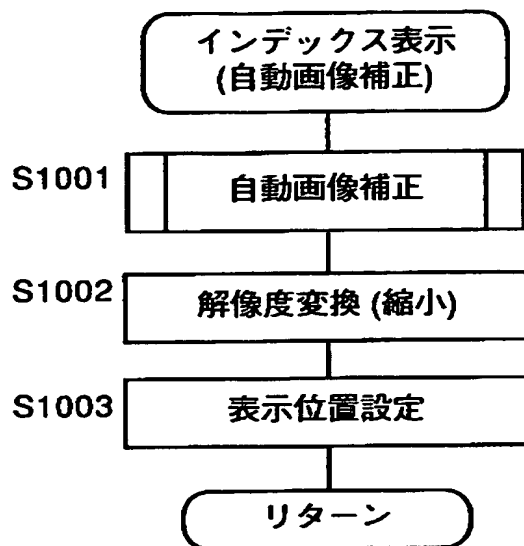 インデックス表示
(自動画像補正)
S1001
自動画像補正
S1002
解像度変換 (縮小)
S1003
表示位置設定
リターン